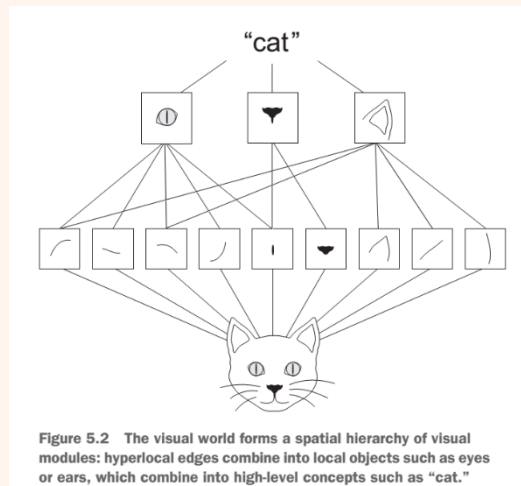 “cat”
Figure 5.2 The visual world forms a spatial hierarchy of visual
modules: hyperlocal edges combine into local objects such as eyes
or ears, which combine into high-level concepts such as “cat.”